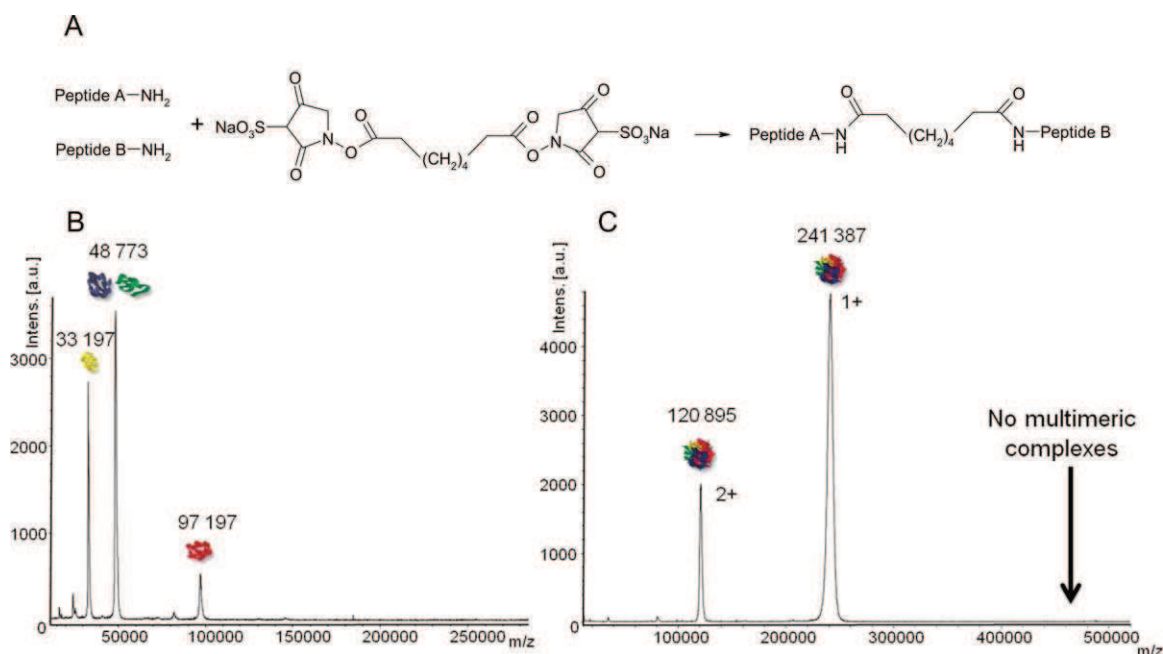 A
Peptide A–NH₂
Peptide B–NH₂
+
NaO₃S
O
O
N
O
O
(CH₂)₄
O
O
N
O
O
SO₃Na
Peptide A–N
H
O
(CH₂)₄
O
H
N–Peptide B
B
48 773
33 197
97 197
Intens. [a.u.]
3000
2000
1000
0
50000
100000
150000
200000
250000
m/z
C
241 387
1+
120 895
2+
No multimeric
complexes
Intens. [a.u.]
4000
3000
2000
1000
0
100000
200000
300000
400000
500000
m/z